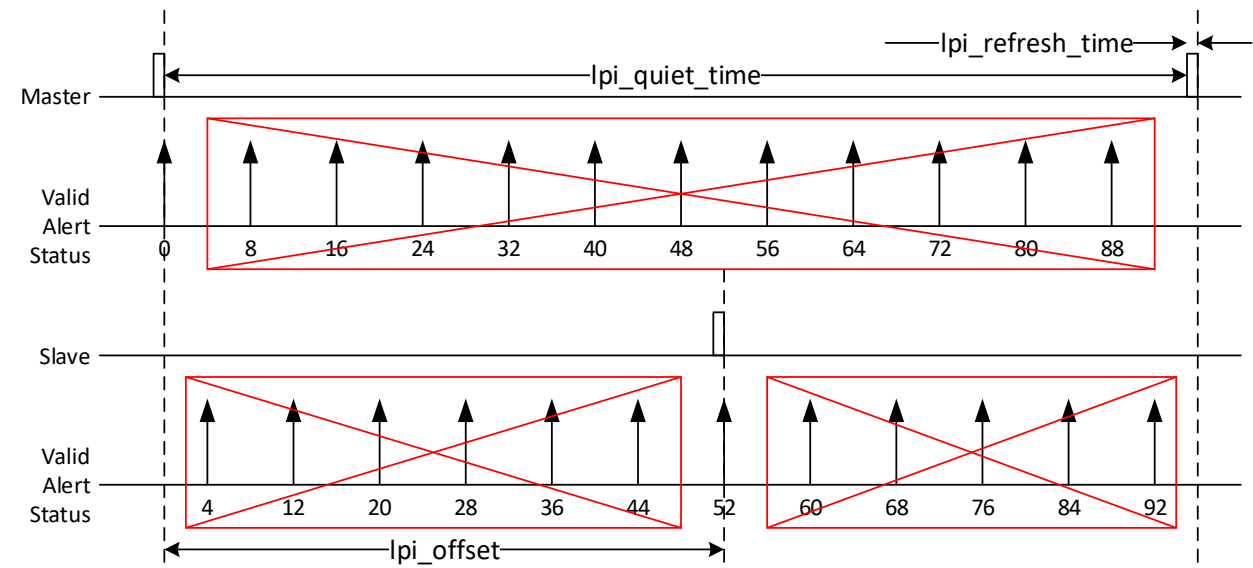 lpi_refresh_time
lpi_quiet_time
Master
Valid
Alert
Status
0 8 16 24 32 40 48 56 64 72 80 88
Slave
Valid
Alert
Status
4 12 20 28 36 44 52 60 68 76 84 92
lpi_offset